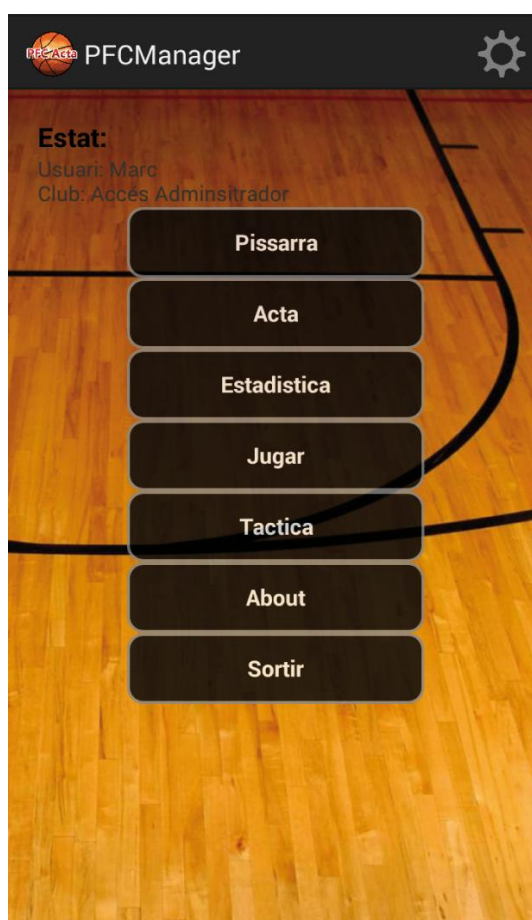 PFC Acta
PFCManager
Estat:
Usuari: Marc
Club: Accés Adminsitrador
Pissarra
Acta
Estadistica
Jugar
Tactica
About
Sortir